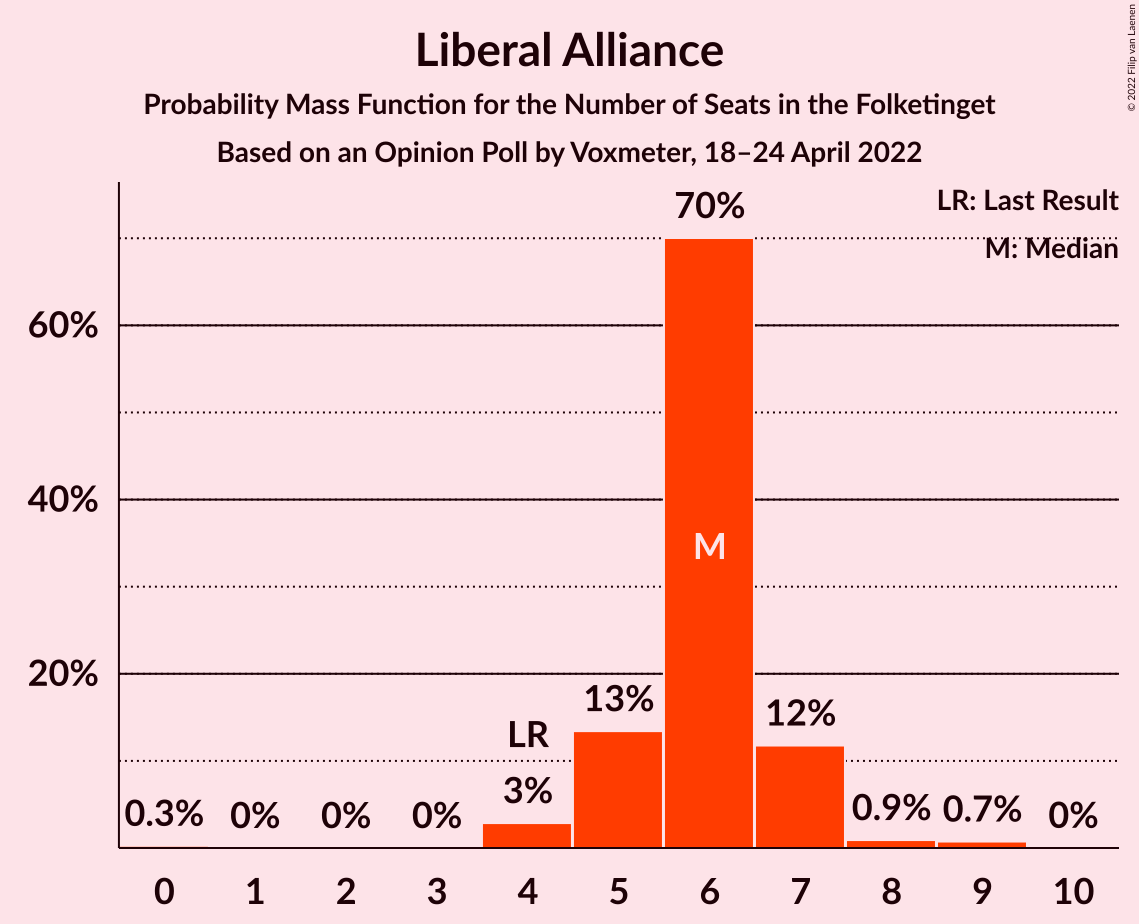 Liberal Alliance
Probability Mass Function for the Number of Seats in the Folketinget
Based on an Opinion Poll by Voxmeter, 18–24 April 2022
© 2022 Filip van Laenen
LR: Last Result
M: Median
60%
40%
20%
0.3%
0%
0%
0%
LR
3%
13%
70%
M
12%
0.9%
0.7%
0%
0 1 2 3 4 5 6 7 8 9 10